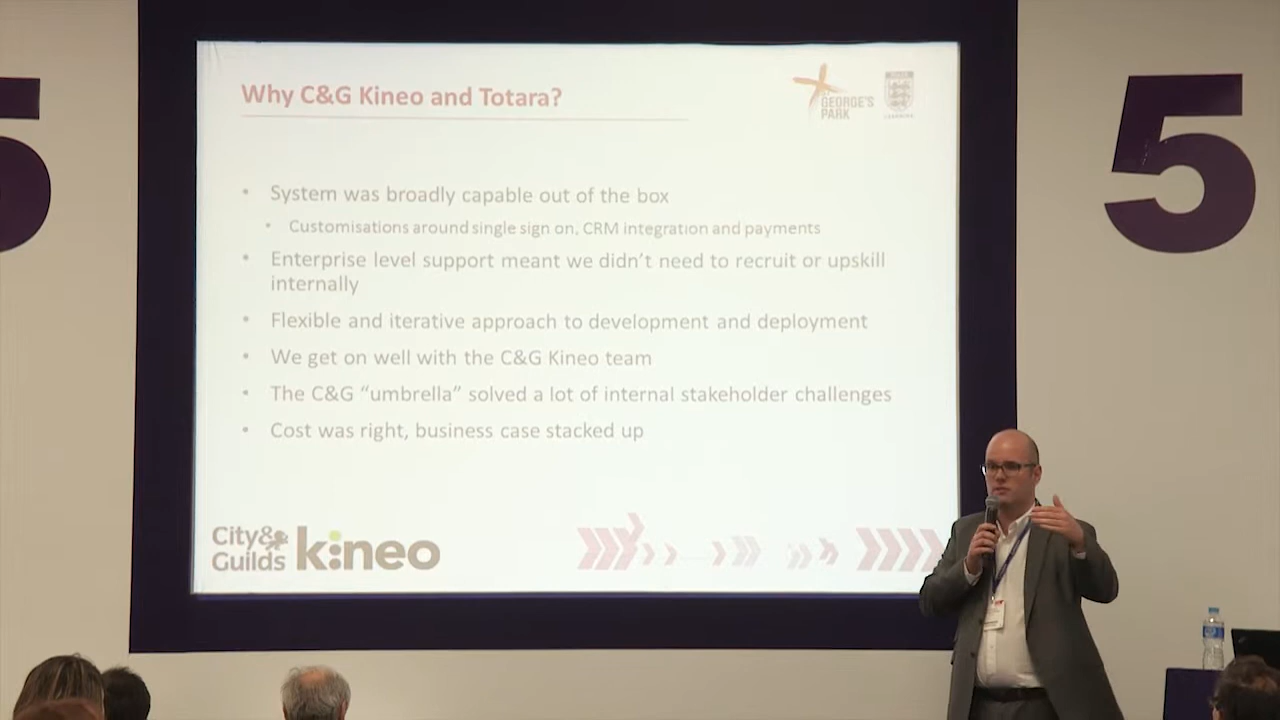 Why C&G Kineo and Totara?
GEORGE'S
PARK
• System was broadly capable out of the box
• Customisations around single sign on, CRM integration and payments
• Enterprise level support meant we didn't need to recruit or upskill
internally
• Flexible and iterative approach to development and deployment
• We get on well with the C&G Kineo team
• The C&G “umbrella” solved a lot of internal stakeholder challenges
• Cost was right, business case stacked up
City&
Guilds
kineo
5
5